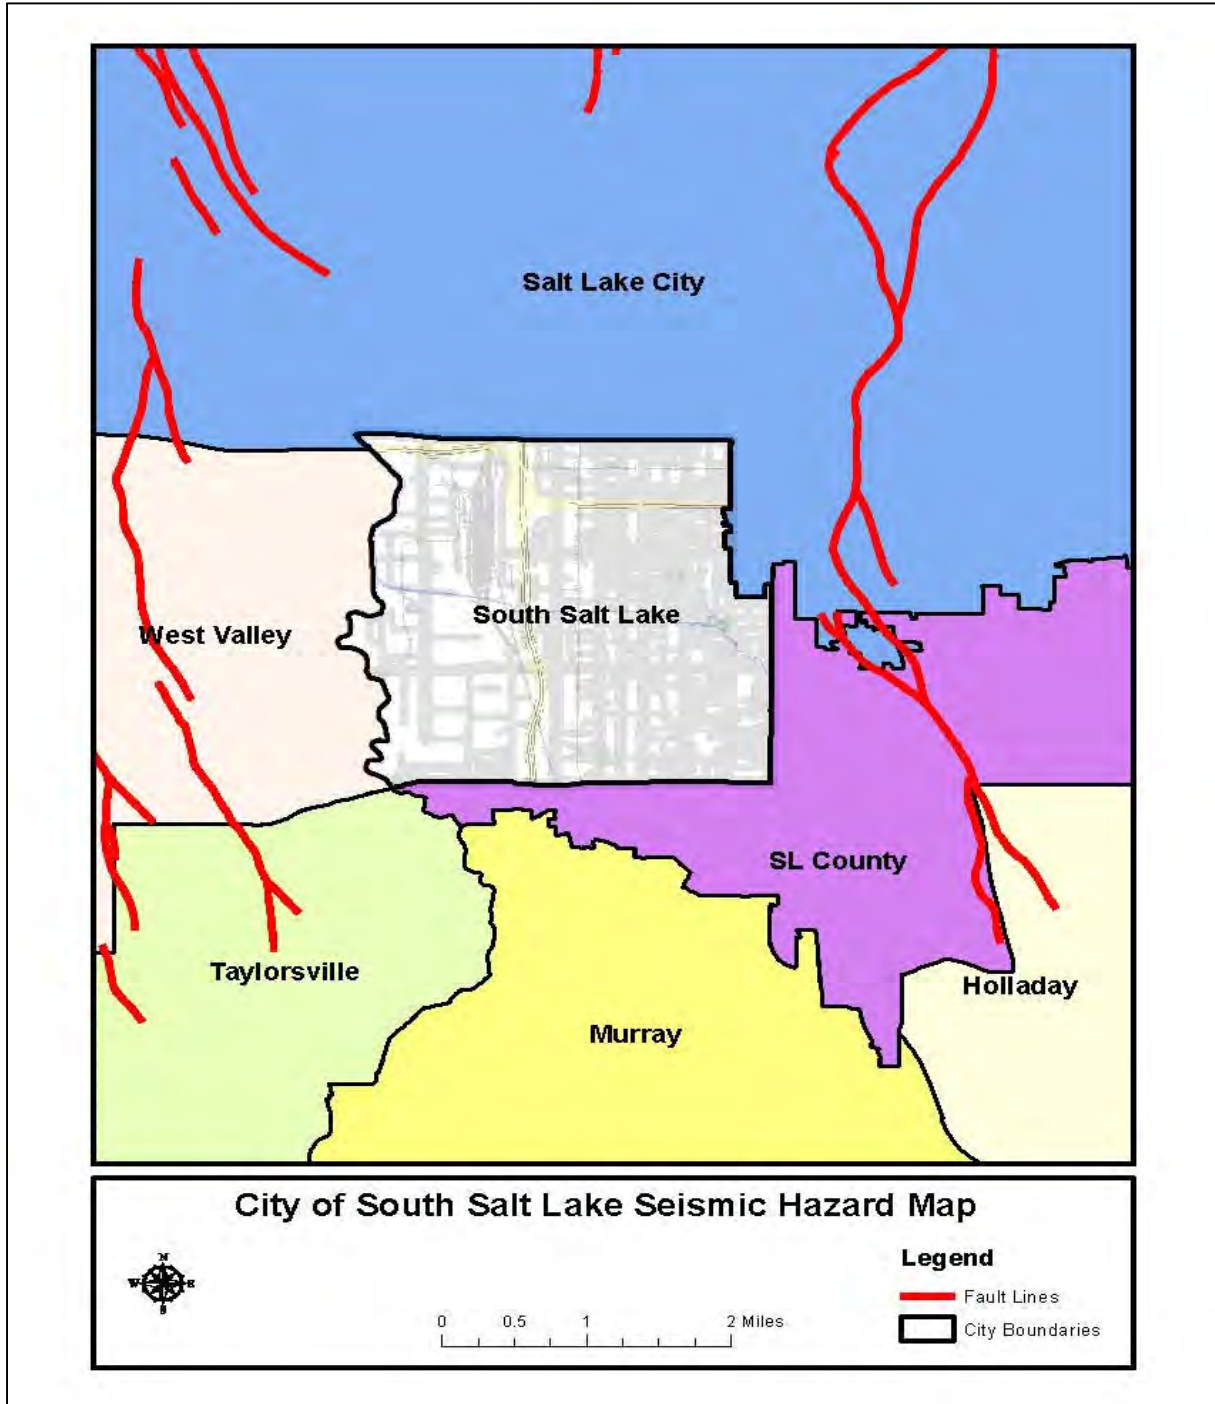 Salt Lake City
South Salt Lake
West Valley
SL County
Taylorsville
Holladay
Murray
City of South Salt Lake Seismic Hazard Map
N
W E
S
Legend
Fault Lines
City Boundaries
0 0.5 1 2 Miles